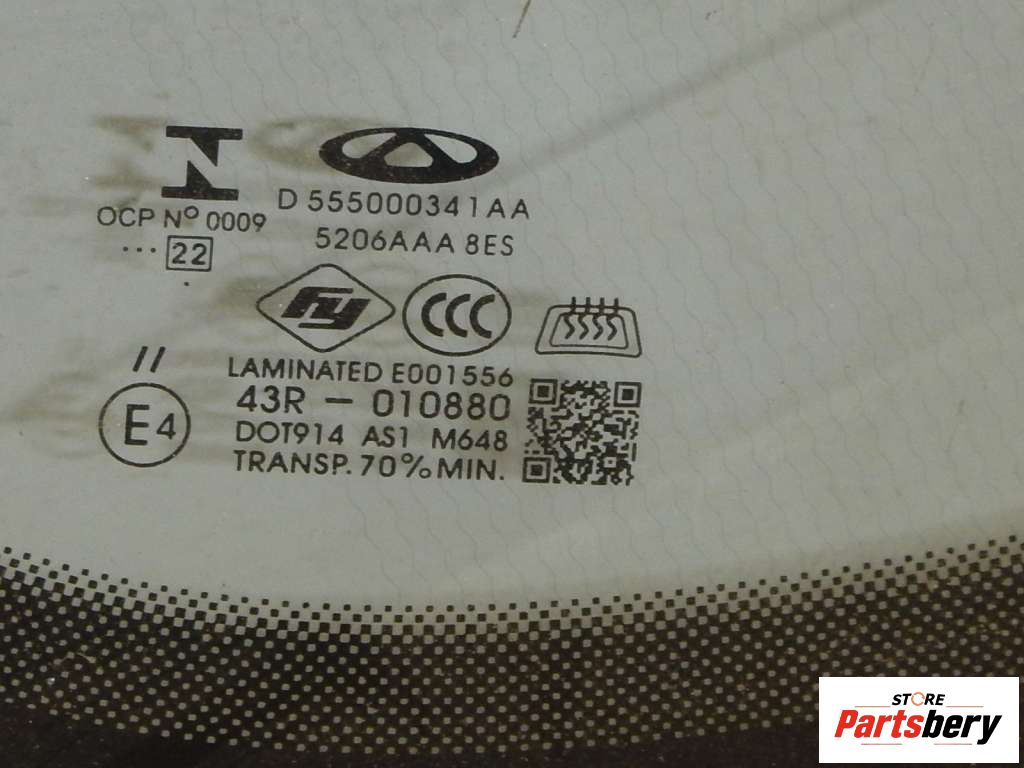 D 555000341AA
OCP Nº 0009
5206AAA 8ES
... 22
FY
CCC
LAMINATED E001556
//
E4
43R – 010880
DOT914 AS1 M648
TRANSP. 70% MIN.
STORE
Partsbery